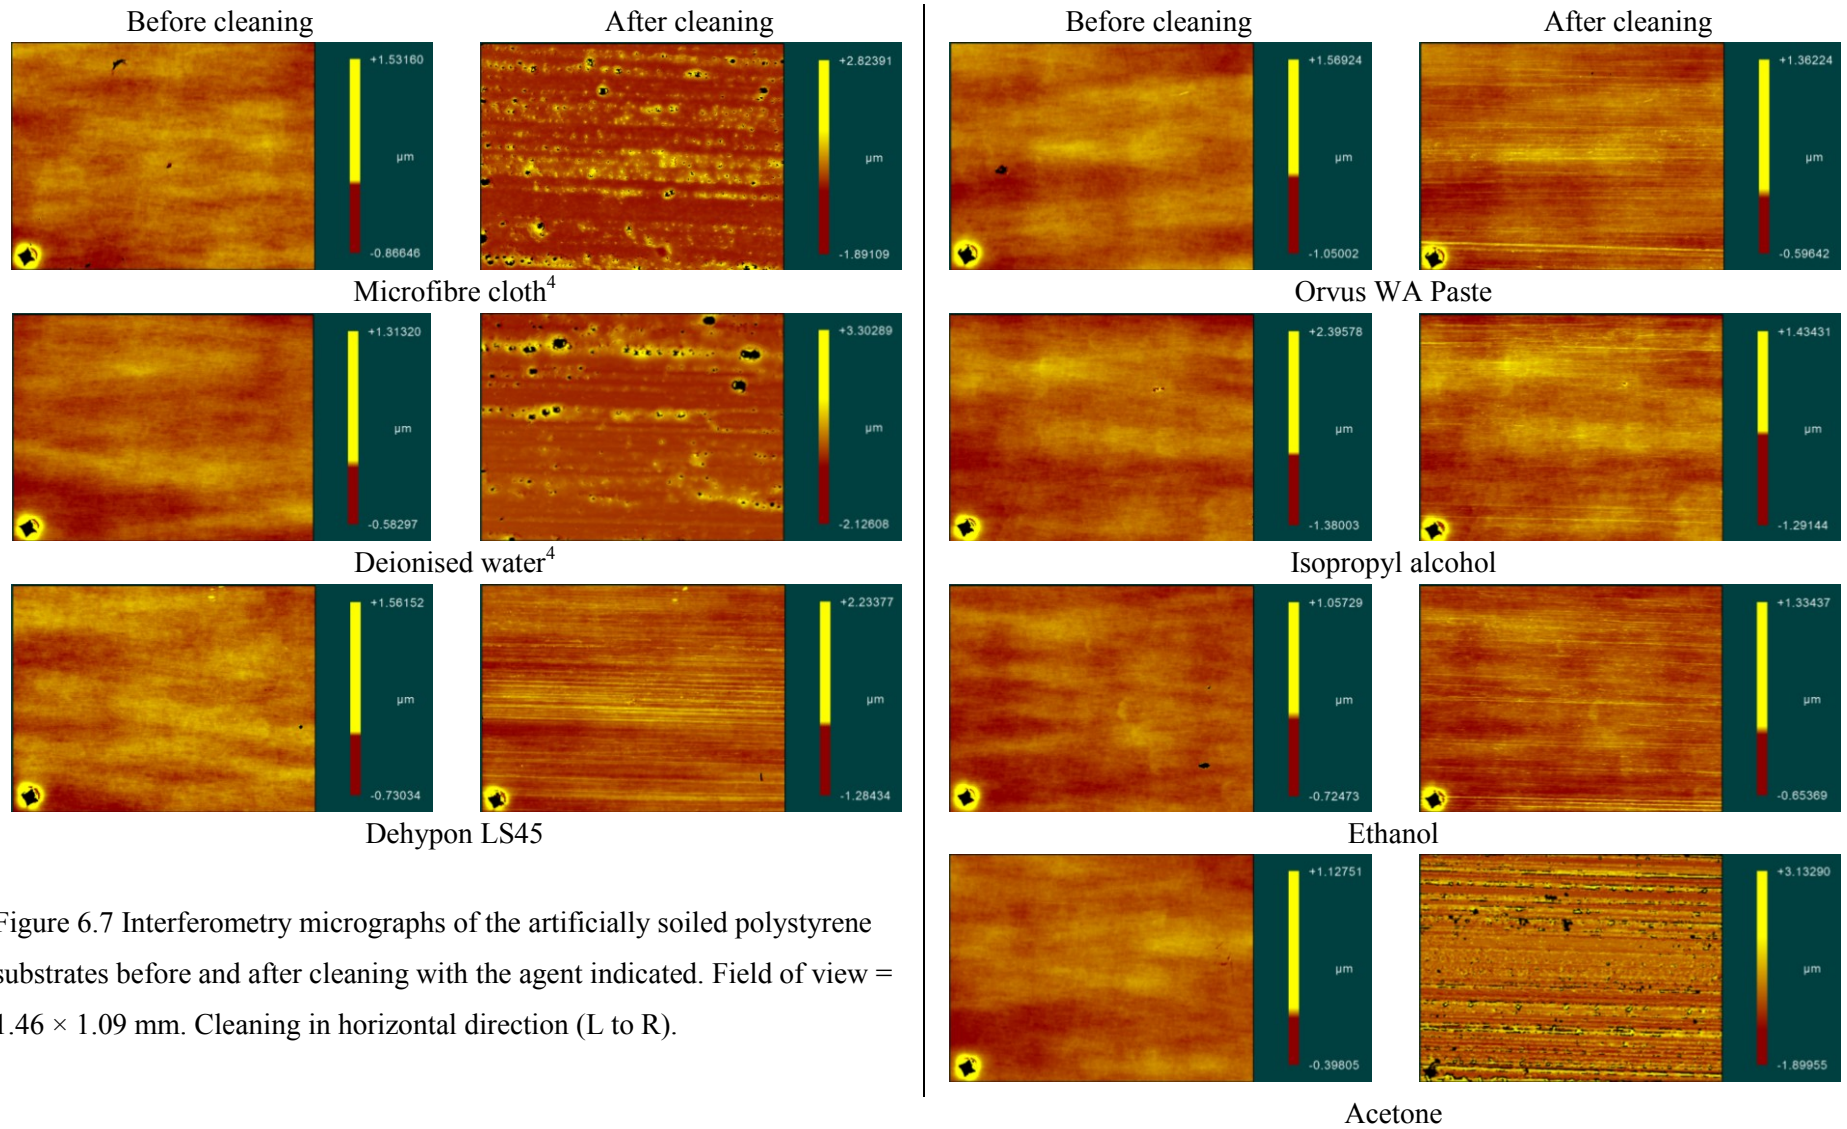 Before cleaning
After cleaning
+1.53160
µm
-0.86646
+2.82391
µm
-1.89109
Microfibre cloth4
+1.31320
µm
-0.58297
+3.30289
µm
-2.12608
Deionised water4
+1.56152
µm
-0.73034
+2.23377
µm
-1.28434
Dehypon LS45
Figure 6.7 Interferometry micrographs of the artificially soiled polystyrene
substrates before and after cleaning with the agent indicated. Field of view =
1.46 × 1.09 mm. Cleaning in horizontal direction (L to R).
Before cleaning
After cleaning
+1.56924
µm
-1.05002
+1.36224
µm
-0.59642
Orvus WA Paste
+2.39578
µm
-1.38003
+1.43431
µm
-1.29144
Isopropyl alcohol
+1.05729
µm
-0.72473
+1.33437
µm
-0.65369
Ethanol
+1.12751
µm
-0.39805
+3.13290
µm
-1.89955
Acetone